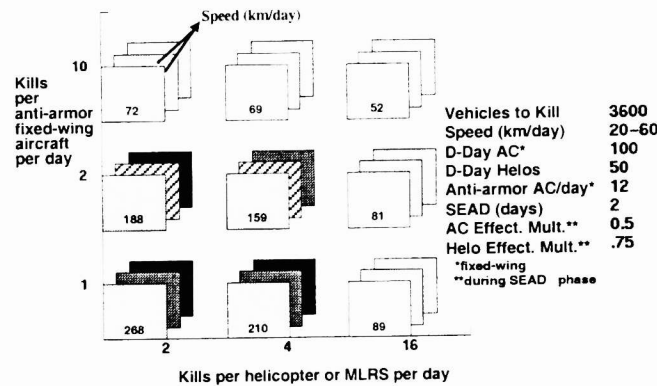 Speed (km/day)
10
Kills
per
anti-armor
fixed-wing
aircraft
per day
72
69
52
2
188
159
81
1
268
210
89
2
4
16
Kills per helicopter or MLRS per day
Vehicles to Kill 3600
Speed (km/day) 20-60
D-Day AC* 100
D-Day Helos 50
Anti-armor AC/day* 12
SEAD (days) 2
AC Effect. Mult.** 0.5
Helo Effect. Mult.** .75
*fixed-wing
**during SEAD phase